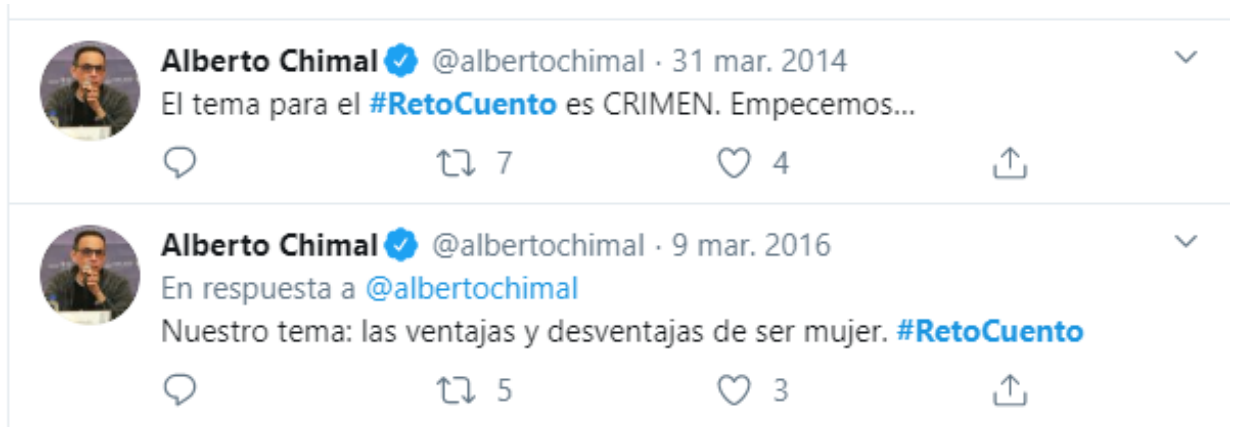 Alberto Chimal @albertochimal · 31 mar. 2014
El tema para el #RetoCuento es CRIMEN. Empecemos...
7 4
Alberto Chimal @albertochimal · 9 mar. 2016
En respuesta a @albertochimal
Nuestro tema: las ventajas y desventajas de ser mujer. #RetoCuento
5 3